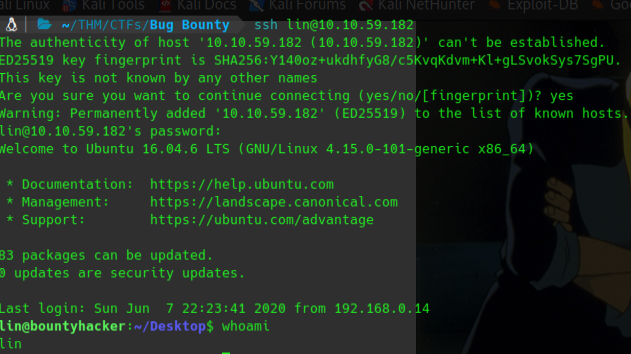 ali Linux Kali Tools Kali Docs Kali Forums Kali NetHunter Exploit-DB Goo
~/THM/CTFs/Bug Bounty ssh lin@10.10.59.182
The authenticity of host '10.10.59.182 (10.10.59.182)' can't be established.
ED25519 key fingerprint is SHA256:Y140oz+ukdhfyG8/c5KvqKdvm+Kl+gLSvokSys7SgPU.
This key is not known by any other names
Are you sure you want to continue connecting (yes/no/[fingerprint])? yes
Warning: Permanently added '10.10.59.182' (ED25519) to the list of known hosts.
lin@10.10.59.182's password:
Welcome to Ubuntu 16.04.6 LTS (GNU/Linux 4.15.0-101-generic x86_64)
* Documentation: https://help.ubuntu.com
* Management: https://landscape.canonical.com
* Support: https://ubuntu.com/advantage
83 packages can be updated.
0 updates are security updates.
Last login: Sun Jun 7 22:23:41 2020 from 192.168.0.14
lin@bountyhacker:~/Desktop$ whoami
lin